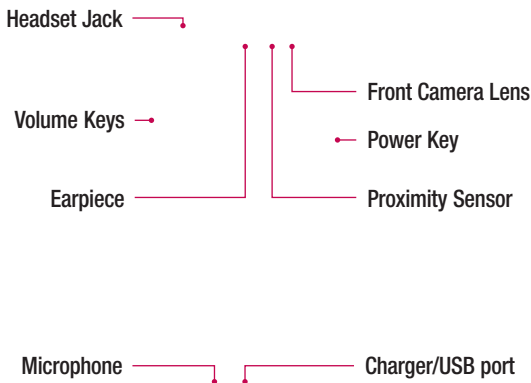 Headset Jack
Front Camera Lens
Volume Keys
Power Key
Earpiece
Proximity Sensor
Microphone
Charger/USB port